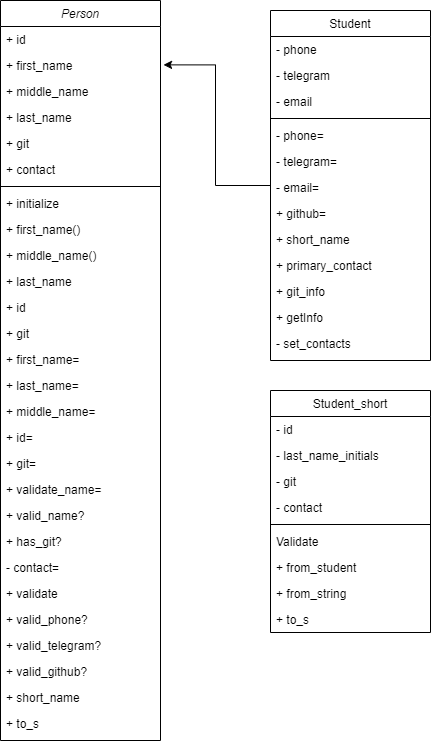 Person
+ id
+ first_name
+ middle_name
+ last_name
+ git
+ contact
+ initialize
+ first_name()
+ middle_name()
+ last_name
+ id
+ git
+ first_name=
+ last_name=
+ middle_name=
+ id=
+ git=
+ validate_name=
+ valid_name?
+ has_git?
- contact=
+ validate
+ valid_phone?
+ valid_telegram?
+ valid_github?
+ short_name
+ to_s
Student
- phone
- telegram
- email
- phone=
- telegram=
- email=
+ github=
+ short_name
+ primary_contact
+ git_info
+ getInfo
- set_contacts
Student_short
- id
- last_name_initials
- git
- contact
Validate
+ from_student
+ from_string
+ to_s